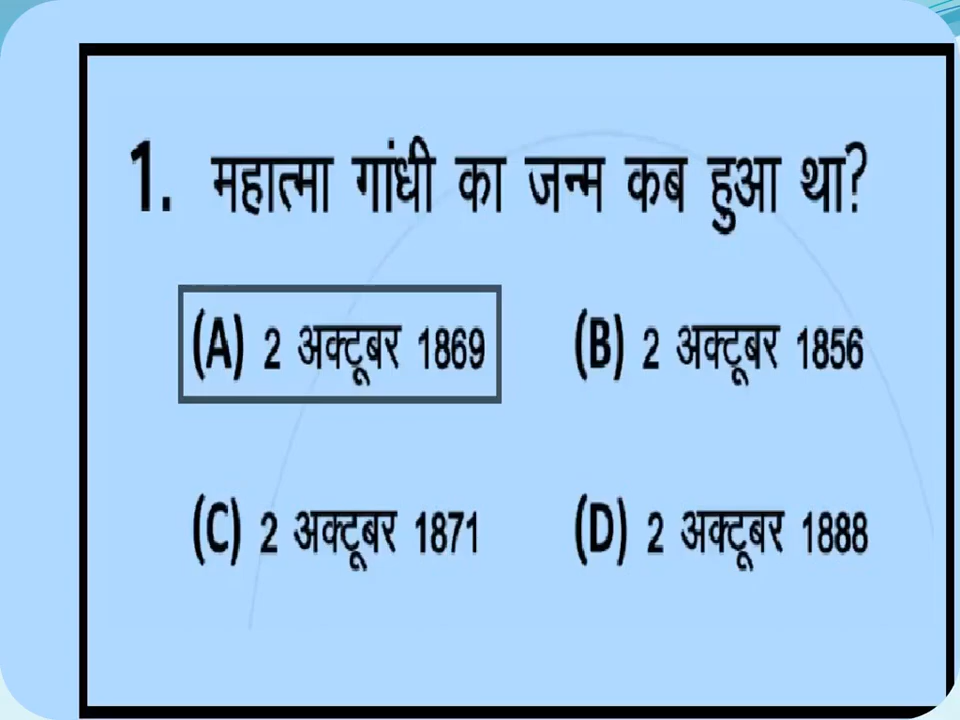 1. महात्मा गांधी का जन्म कब हुआ था?
(A) 2 अक्टूबर 1869 (B) 2 अक्टूबर 1856
(C) 2 अक्टूबर 1871 (D) 2 अक्टूबर 1888